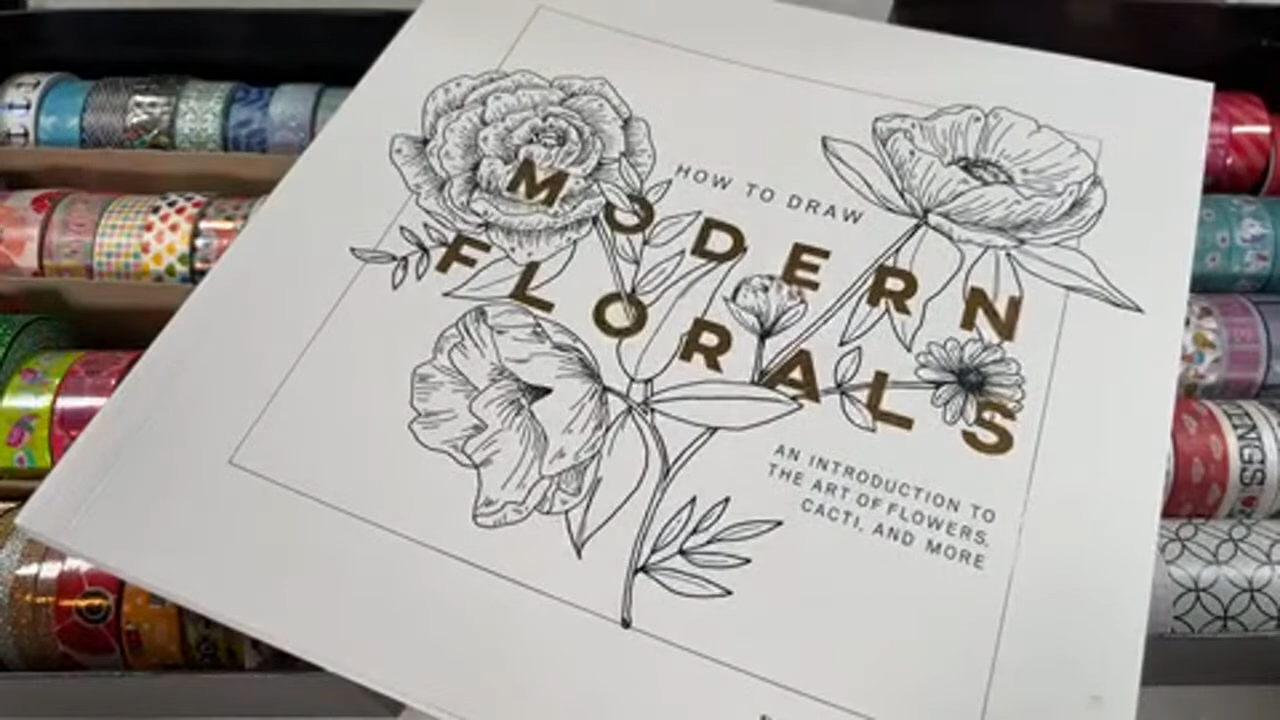 HOW TO DRAW
MODERN
FLORALS
AN INTRODUCTION TO
THE ART OF FLOWERS,
CACTI, AND MORE